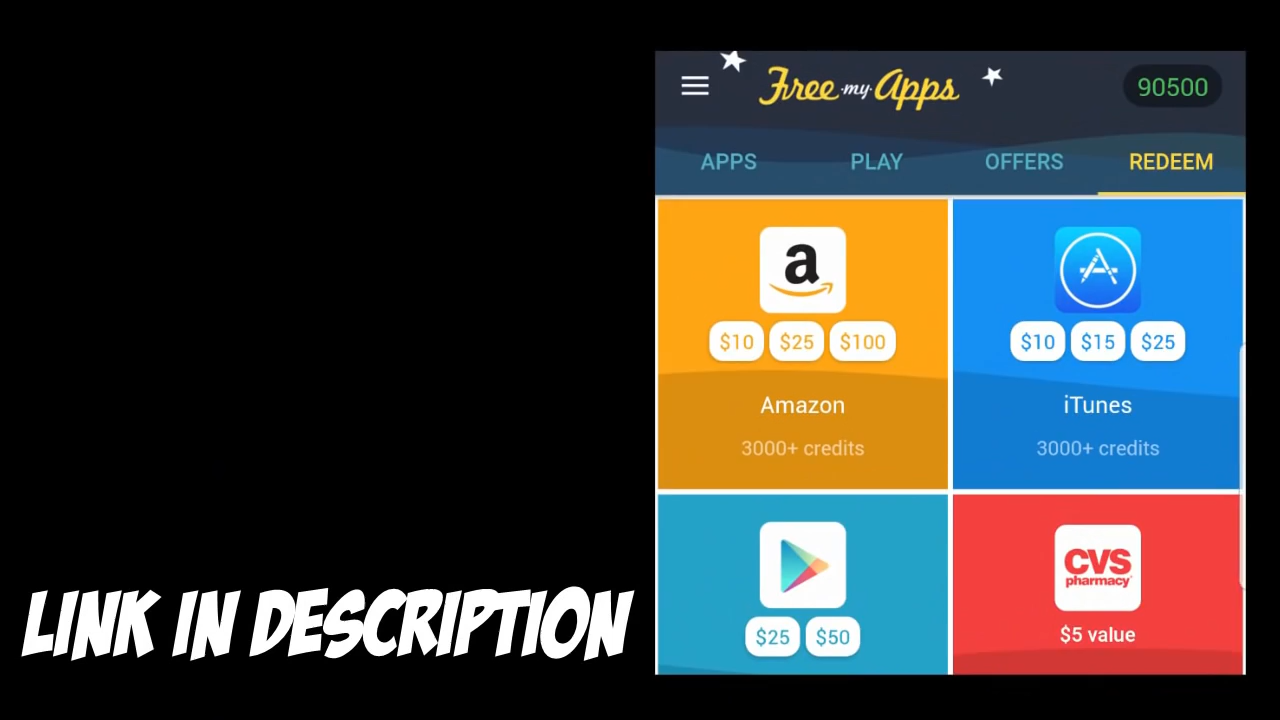 Free my Apps
90500
APPS PLAY OFFERS REDEEM
a
$10 $25 $100
Amazon
3000+ credits
$10 $15 $25
iTunes
3000+ credits
$25 $50
CVS
pharmacy
$5 value
LINK IN DESCRIPTION